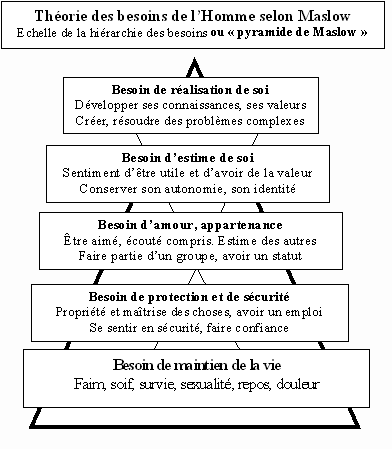 Théorie des besoins de l'Homme selon Maslow
Echelle de la hiérarchie des besoins ou « pyramide de Maslow »
Besoin de réalisation de soi
Développer ses connaissances, ses valeurs
Créer, résoudre des problèmes complexes
Besoin d'estime de soi
Sentiment d'être utile et d'avoir de la valeur
Conserver son autonomie, son identité
Besoin d'amour, appartenance
Être aimé, écouté compris. Estime des autres
Faire partie d'un groupe, avoir un statut
Besoin de protection et de sécurité
Propriété et maîtrise des choses, avoir un emploi
Se sentir en sécurité, faire confiance
Besoin de maintien de la vie
Faim, soif, survie, sexualité, repos, douleur